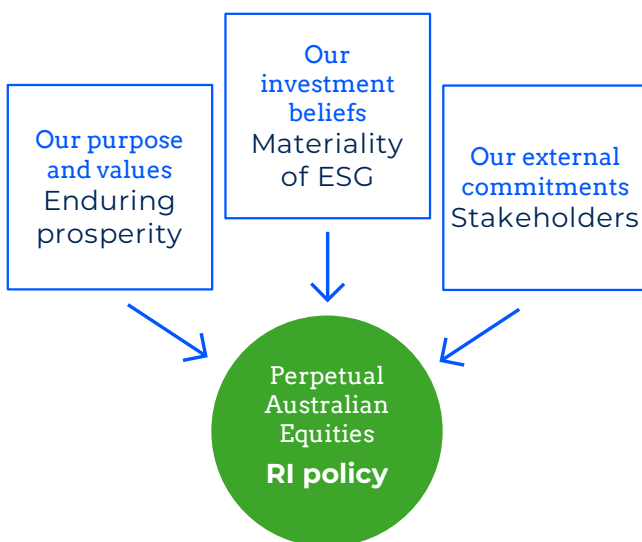 Our purpose
and values
Enduring
prosperity
Our
investment
beliefs
Materiality
of ESG
Our external
commitments
Stakeholders
Perpetual
Australian
Equities
RI policy